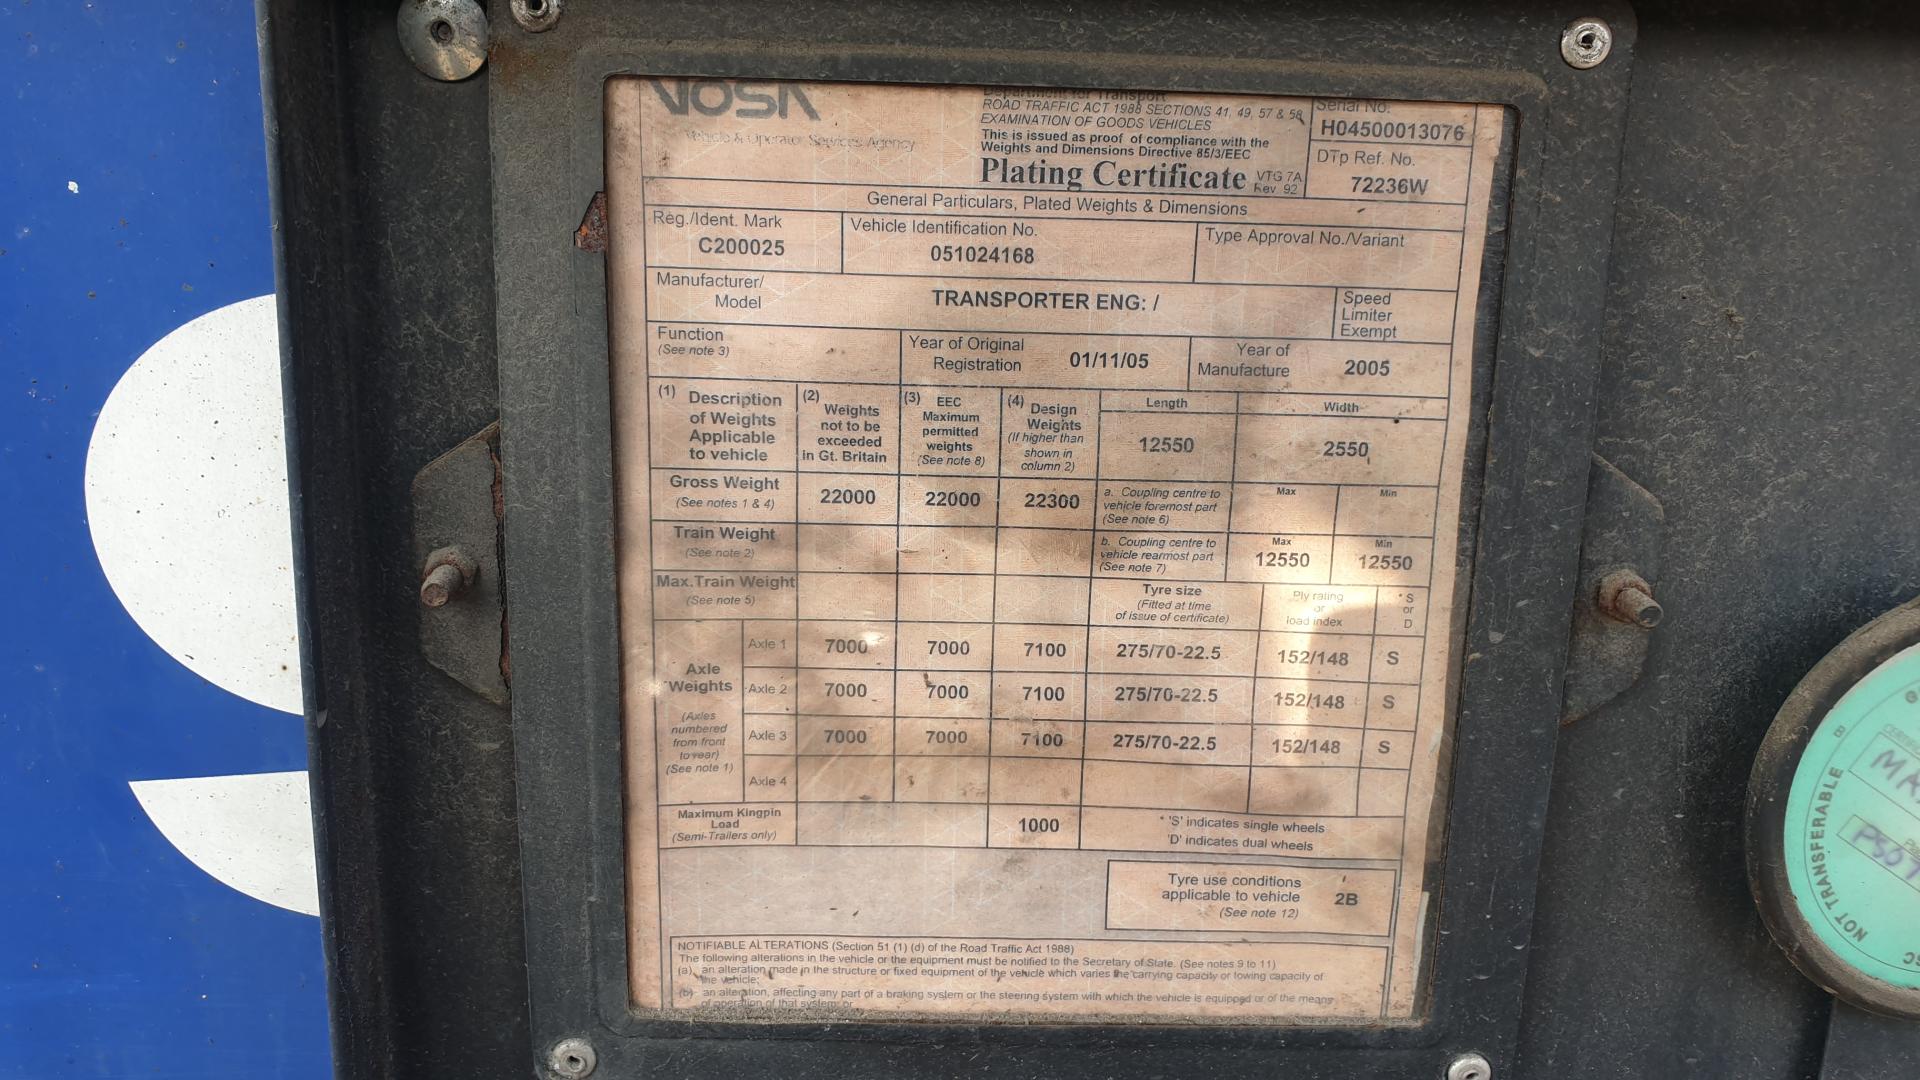 VOSA
Vehicle & Operator Services Agency
Department for Transport
ROAD TRAFFIC ACT 1988 SECTIONS 41, 49, 57 & 58
EXAMINATION OF GOODS VEHICLES
This is issued as proof of compliance with the
Weights and Dimensions Directive 85/3/EEC
Plating Certificate
VTG 7A
Rev 92
Serial No.
H04500013076
DTp Ref. No.
72236W
General Particulars, Plated Weights & Dimensions
Reg./Ident. Mark
C200025
Vehicle Identification No.
051024168
Type Approval No./Variant
Manufacturer/
Model
TRANSPORTER ENG: /
Speed
Limiter
Exempt
Function
(See note 3)
Year of Original
Registration
01/11/05
Year of
Manufacture
2005
(1) Description
of Weights
Applicable
to vehicle
(2) Weights
not to be
exceeded
in Gt. Britain
(3) EEC
Maximum
permitted
weights
(See note 8)
(4) Design
Weights
(If higher than
shown in
column 2)
Length
12550
Width
2550
Gross Weight
(See notes 1 & 4)
22000
22000
22300
a. Coupling centre to
vehicle foremost part
(See note 6)
Max
Min
Train Weight
(See note 2)
b. Coupling centre to
vehicle rearmost part
(See note 7)
Max
12550
Min
12550
Max.Train Weight
(See note 5)
Tyre size
(Fitted at time
of issue of certificate)
Ply rating
or
load index
* S
or
D
Axle
Weights
(Axles
numbered
from front
to rear)
(See note 1)
Axle 1 7000 7000 7100 275/70-22.5 152/148 S
Axle 2 7000 7000 7100 275/70-22.5 152/148 S
Axle 3 7000 7000 7100 275/70-22.5 152/148 S
Axle 4
Maximum Kingpin
Load
(Semi-Trailers only)
1000
* 'S' indicates single wheels
'D' indicates dual wheels
Tyre use conditions
applicable to vehicle
(See note 12)
2B
NOTIFIABLE ALTERATIONS (Section 51 (1) (d) of the Road Traffic Act 1988)
The following alterations in the vehicle or the equipment must be notified to the Secretary of State. (See notes 9 to 11)
(a) an alteration made in the structure or fixed equipment of the vehicle which varies the carrying capacity or towing capacity of
the vehicle;
(b) an alteration, affecting any part of a braking system or the steering system with which the vehicle is equipped or of the means
of operation of that system; or
NOT TRANSFERABLE